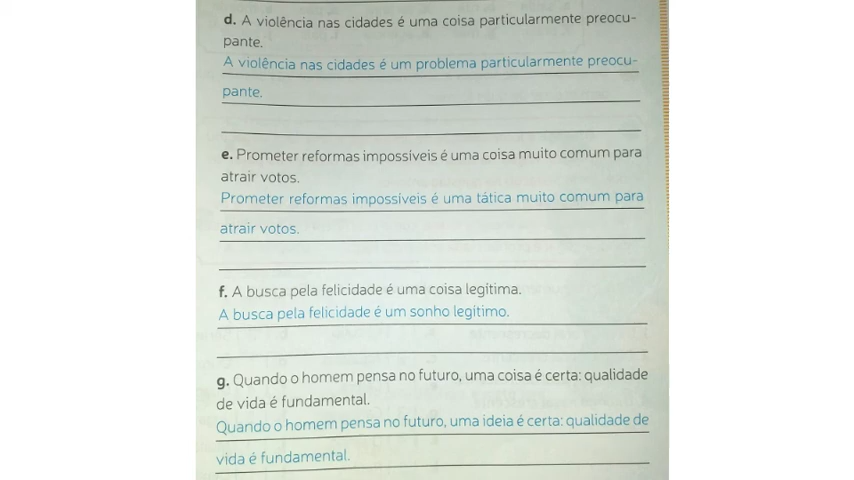 d. A violência nas cidades é uma coisa particularmente preocu-
pante.
A violência nas cidades é um problema particularmente preocu-
pante.
e. Prometer reformas impossíveis é uma coisa muito comum para
atrair votos.
Prometer reformas impossíveis é uma tática muito comum para
atrair votos.
f. A busca pela felicidade é uma coisa legítima.
A busca pela felicidade é um sonho legítimo.
g. Quando o homem pensa no futuro, uma coisa é certa: qualidade
de vida é fundamental.
Quando o homem pensa no futuro, uma ideia é certa: qualidade de
vida é fundamental.